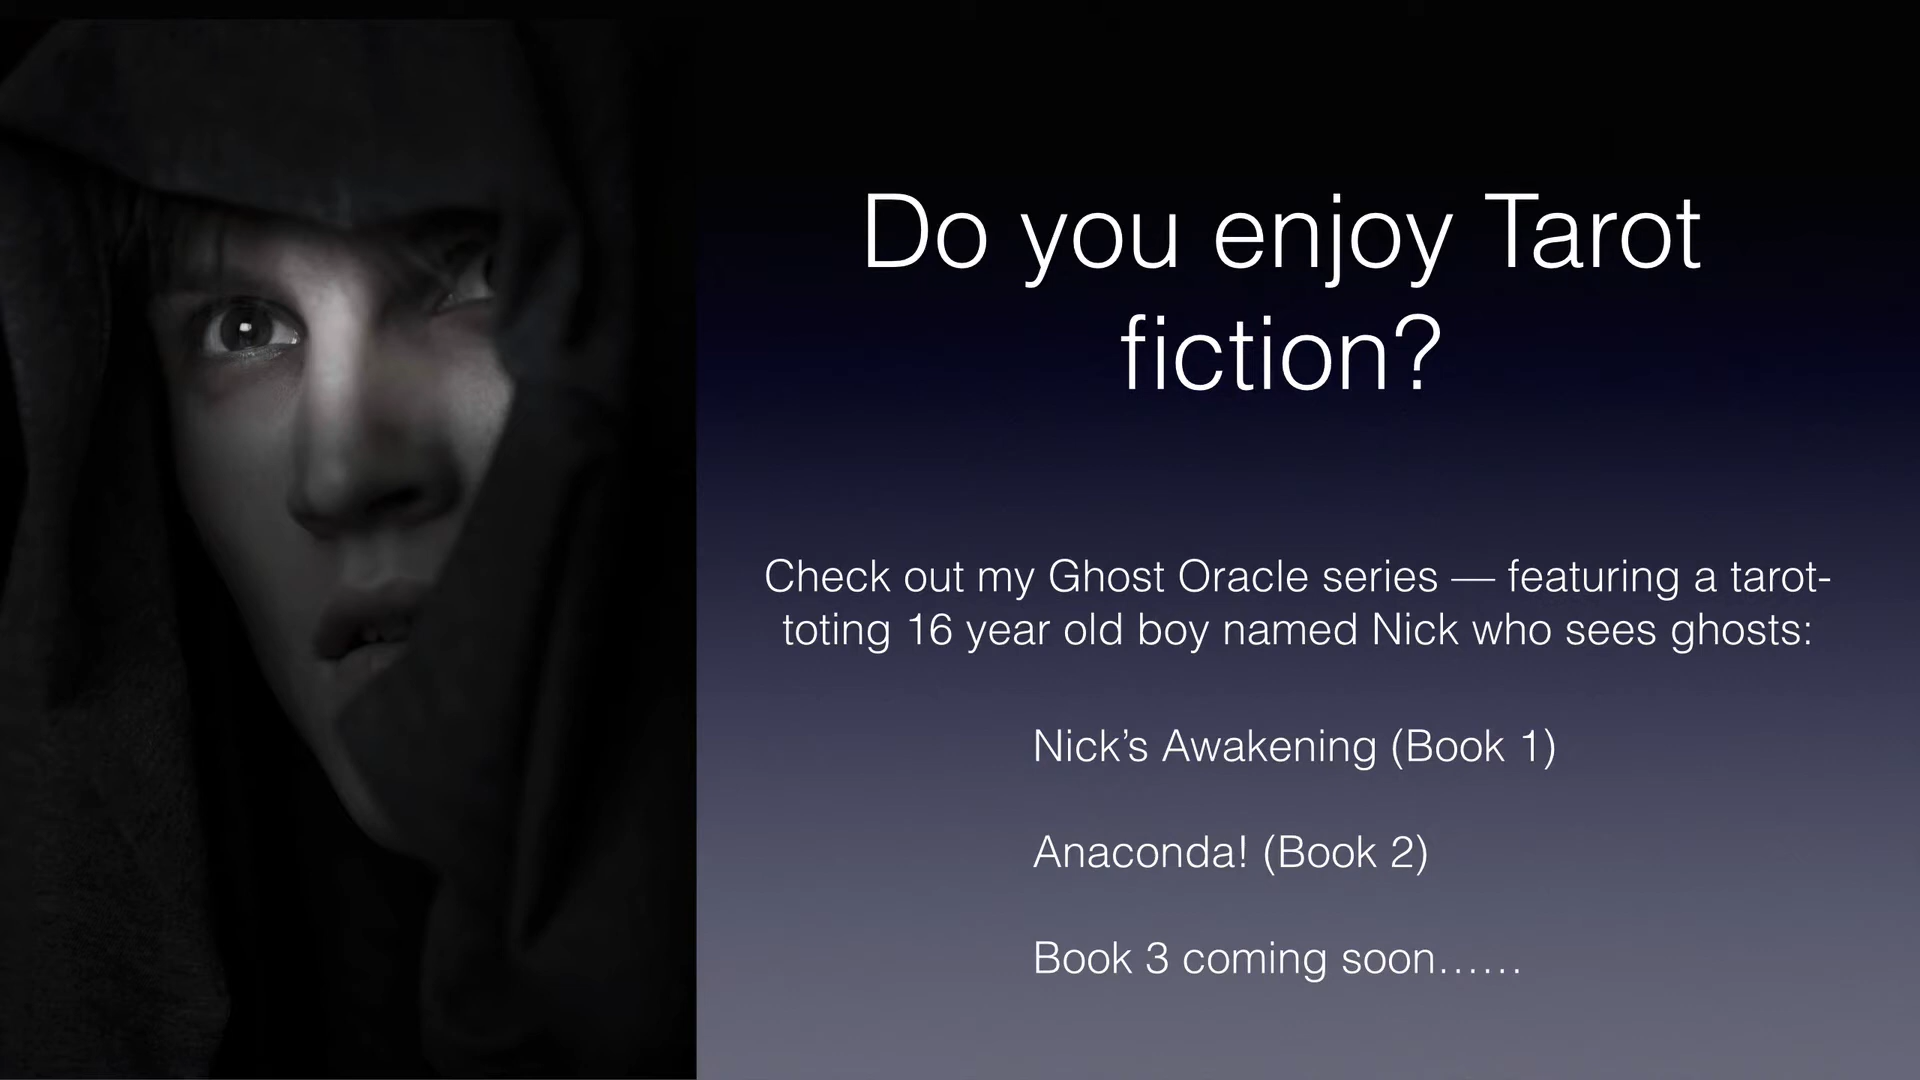 Do you enjoy Tarot
fiction?
Check out my Ghost Oracle series — featuring a tarot-
toting 16 year old boy named Nick who sees ghosts:
Nick’s Awakening (Book 1)
Anaconda! (Book 2)
Book 3 coming soon......